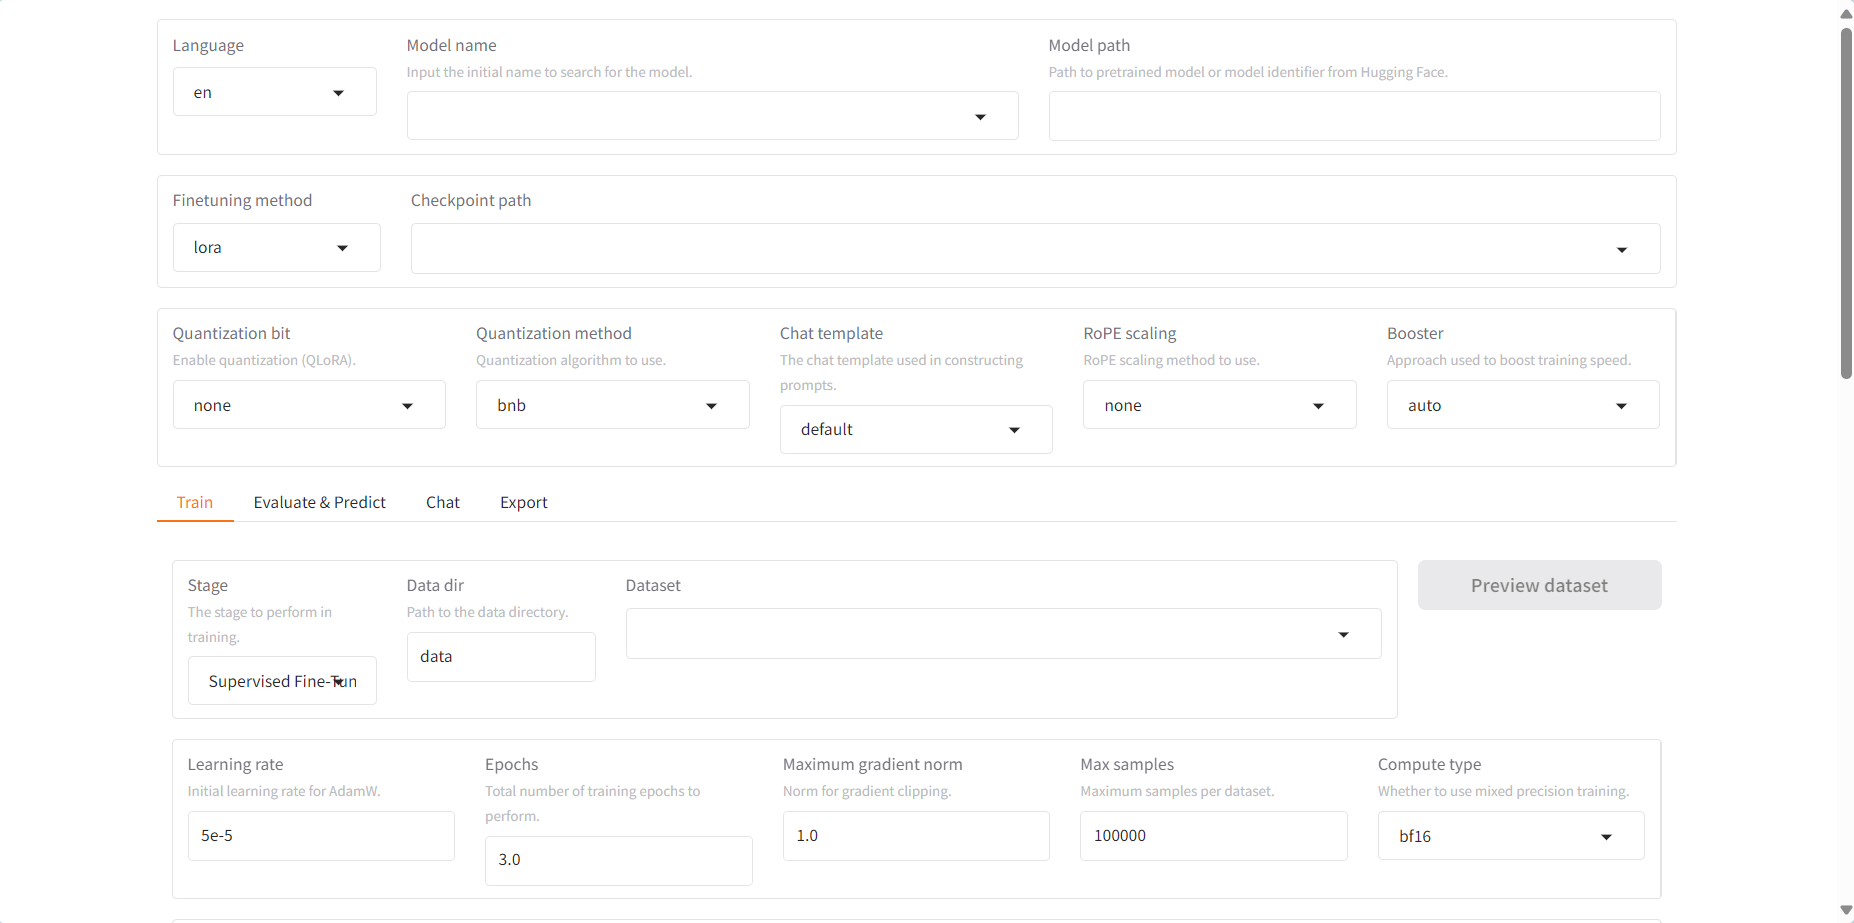 Language
en
Model name
Input the initial name to search for the model.
Model path
Path to pretrained model or model identifier from Hugging Face.
Finetuning method
lora
Checkpoint path
Quantization bit
Enable quantization (QLoRA).
none
Quantization method
Quantization algorithm to use.
bnb
Chat template
The chat template used in constructing
prompts.
default
RoPE scaling
RoPE scaling method to use.
none
Booster
Approach used to boost training speed.
auto
Train
Evaluate & Predict
Chat
Export
Stage
The stage to perform in
training.
Supervised Fine-Tun
Data dir
Path to the data directory.
data
Dataset
Preview dataset
Learning rate
Initial learning rate for AdamW.
5e-5
Epochs
Total number of training epochs to
perform.
3.0
Maximum gradient norm
Norm for gradient clipping.
1.0
Max samples
Maximum samples per dataset.
100000
Compute type
Whether to use mixed precision training.
bf16